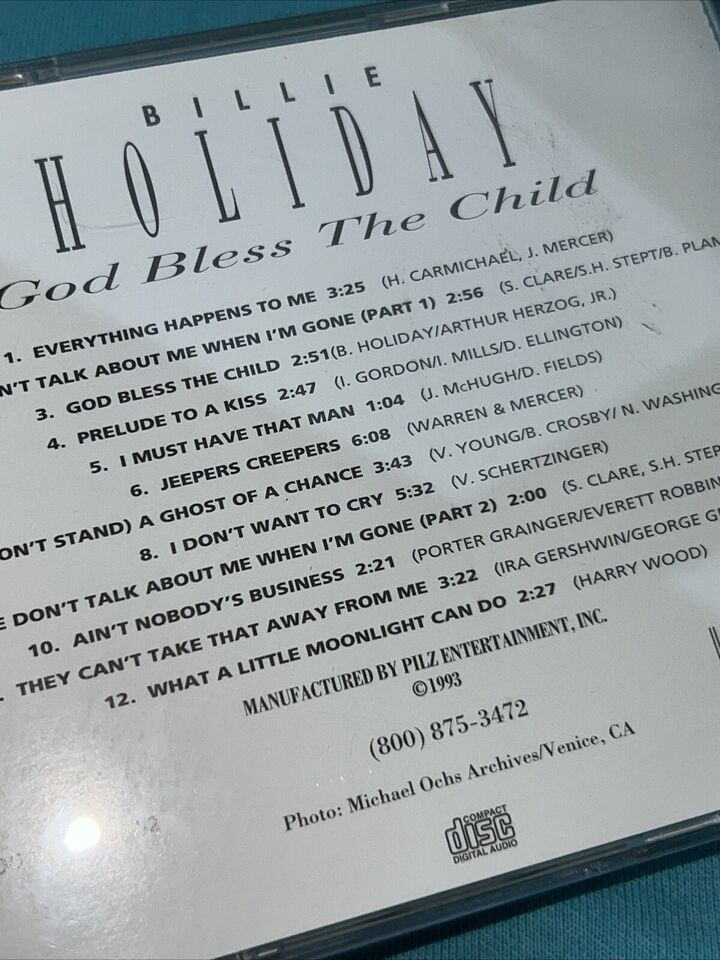 BILLIE
HOLIDAY
God Bless The Child
1. EVERYTHING HAPPENS TO ME 3:25 (H. CARMICHAEL, J. MERCER)
N'T TALK ABOUT ME WHEN I'M GONE (PART 1) 2:56 (S. CLARE/S.H. STEPT/B. PLAN
3. GOD BLESS THE CHILD 2:51(B. HOLIDAY/ARTHUR HERZOG, JR.)
4. PRELUDE TO A KISS 2:47 (I. GORDON/I. MILLS/D. ELLINGTON)
5. I MUST HAVE THAT MAN 1:04 (J. McHUGH/D. FIELDS)
6. JEEPERS CREEPERS 6:08 (WARREN & MERCER)
ON'T STAND) A GHOST OF A CHANCE 3:43 (V. YOUNG/B. CROSBY/ N. WASHING
8. I DON'T WANT TO CRY 5:32 (V. SCHERTZINGER)
E DON'T TALK ABOUT ME WHEN I'M GONE (PART 2) 2:00 (S. CLARE, S.H. STEP
10. AIN'T NOBODY'S BUSINESS 2:21 (PORTER GRAINGER/EVERETT ROBBIN
. THEY CAN'T TAKE THAT AWAY FROM ME 3:22 (IRA GERSHWIN/GEORGE G
12. WHAT A LITTLE MOONLIGHT CAN DO 2:27 (HARRY WOOD)
MANUFACTURED BY PILZ ENTERTAINMENT, INC.
©1993
(800) 875-3472
Photo: Michael Ochs Archives/Venice, CA
COMPACT
disc
DIGITAL AUDIO